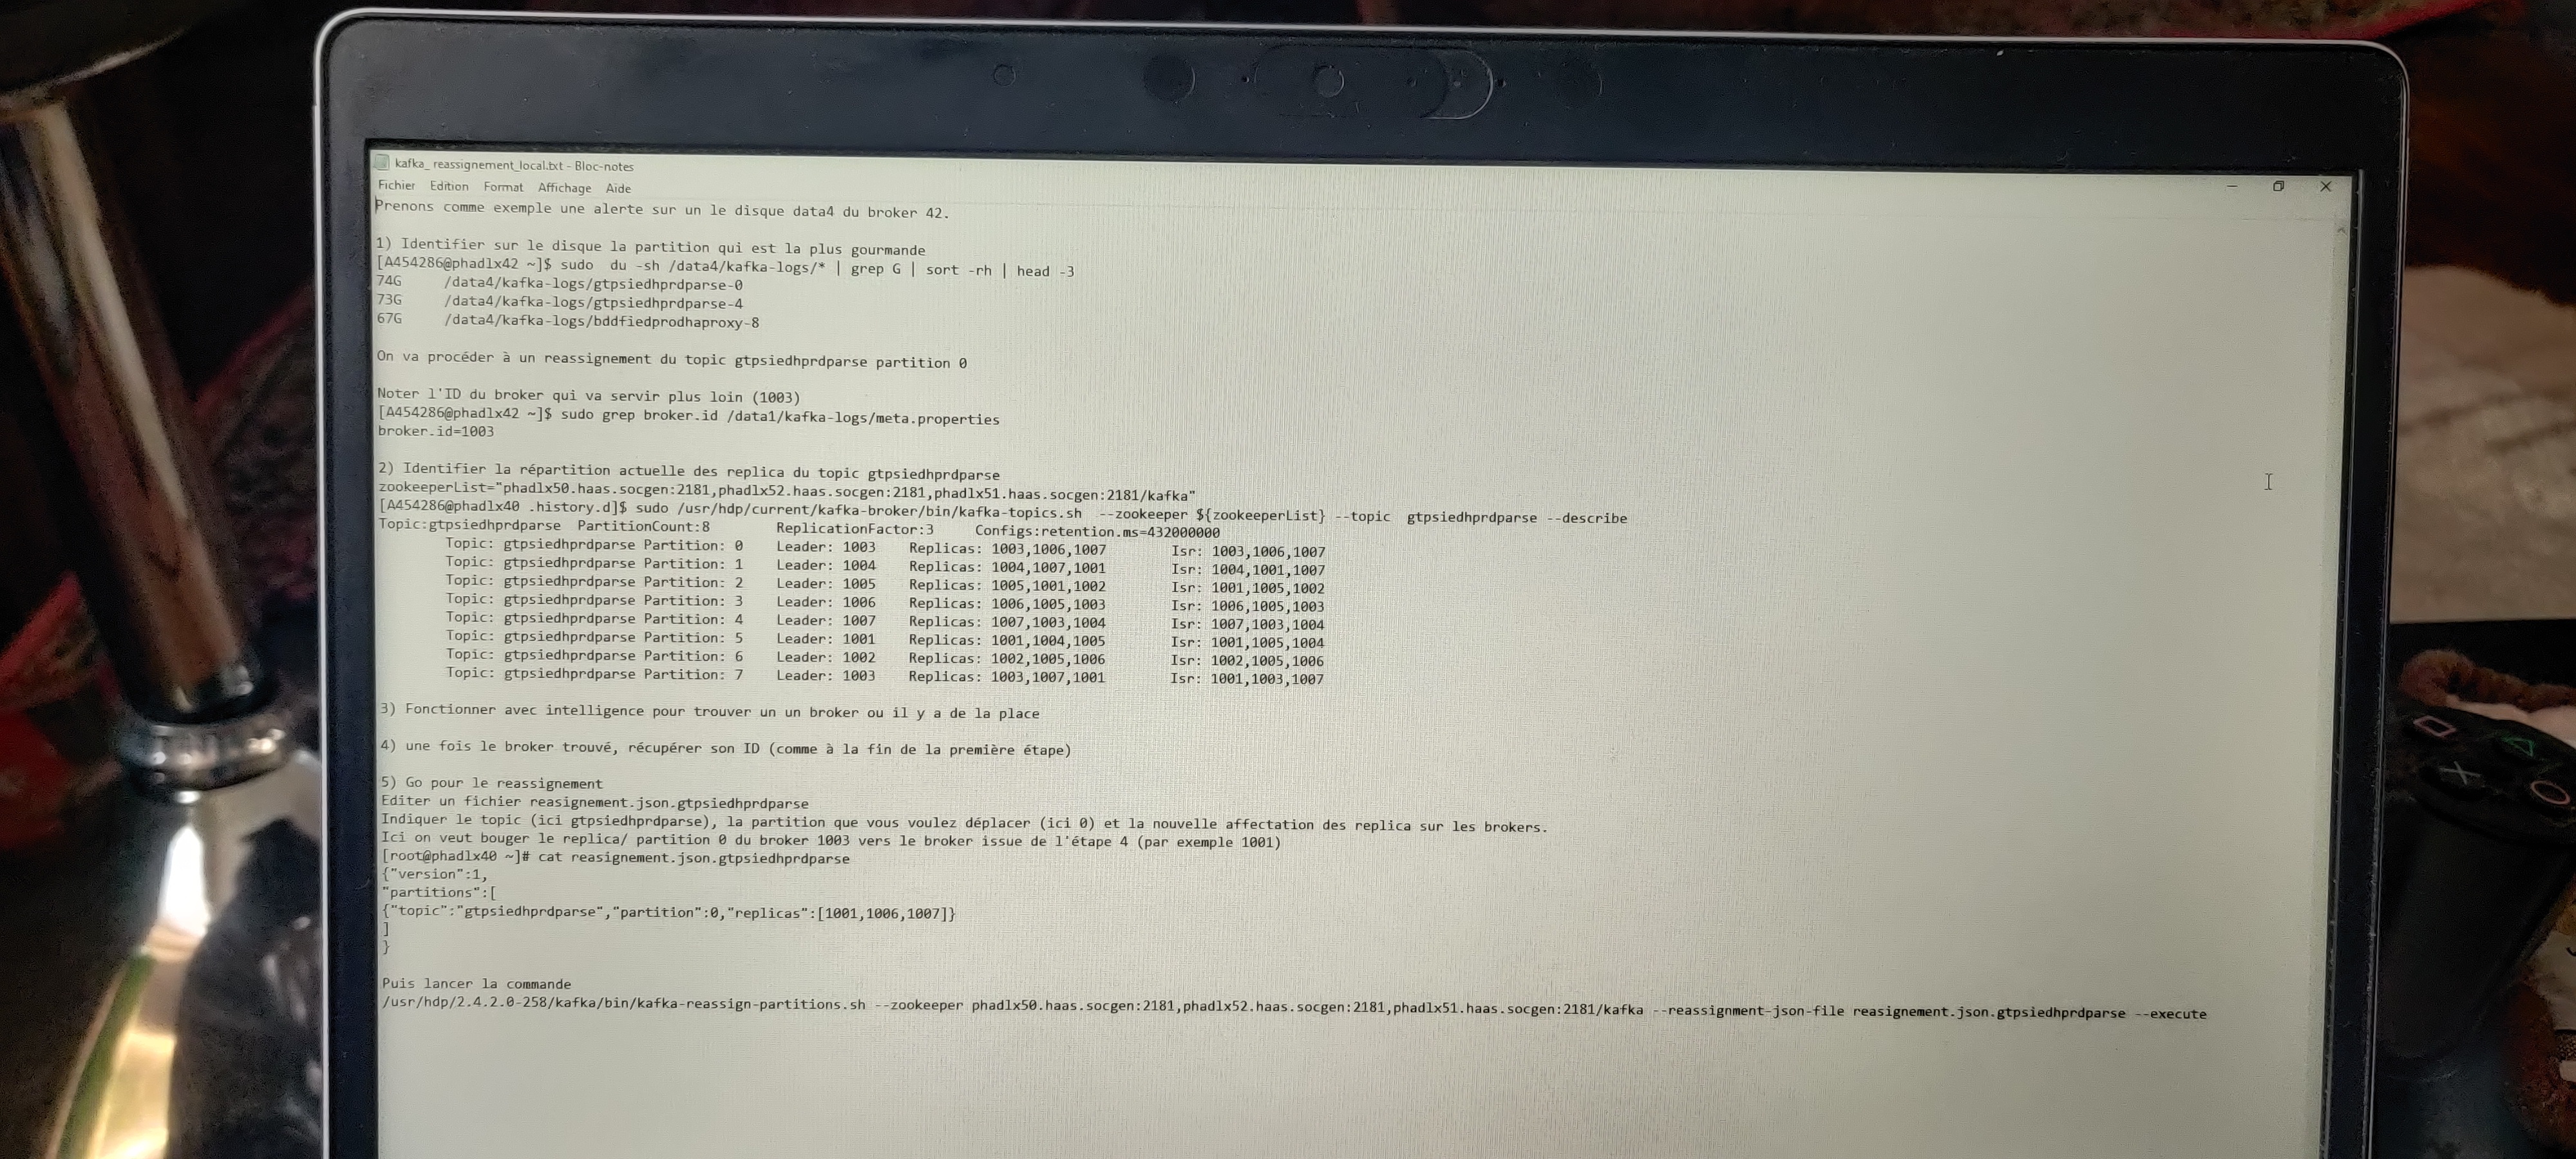 kafka_ reassignement_local.txt - Bloc-notes
Fichier Edition Format Affichage Aide
Prenons comme exemple une alerte sur un le disque data4 du broker 42.
1) Identifier sur le disque la partition qui est la plus gourmande
[A454286@phadlx42 ~]$ sudo  du -sh /data4/kafka-logs/* | grep G | sort -rh | head -3
74G     /data4/kafka-logs/gtpsiedhprdparse-0
73G     /data4/kafka-logs/gtpsiedhprdparse-4
67G     /data4/kafka-logs/bddfiedprodhaproxy-8
On va procéder à un reassignement du topic gtpsiedhprdparse partition 0
Noter l'ID du broker qui va servir plus loin (1003)
[A454286@phadlx42 ~]$ sudo grep broker.id /data1/kafka-logs/meta.properties
broker.id=1003
2) Identifier la répartition actuelle des replica du topic gtpsiedhprdparse
zookeeperList="phadlx50.haas.socgen:2181,phadlx52.haas.socgen:2181,phadlx51.haas.socgen:2181/kafka"
[A454286@phadlx40 .history.d]$ sudo /usr/hdp/current/kafka-broker/bin/kafka-topics.sh  --zookeeper ${zookeeperList} --topic  gtpsiedhprdparse --describe
Topic:gtpsiedhprdparse  PartitionCount:8        ReplicationFactor:3     Configs:retention.ms=432000000
Topic: gtpsiedhprdparse Partition: 0    Leader: 1003    Replicas: 1003,1006,1007        Isr: 1003,1006,1007
Topic: gtpsiedhprdparse Partition: 1    Leader: 1004    Replicas: 1004,1007,1001        Isr: 1004,1001,1007
Topic: gtpsiedhprdparse Partition: 2    Leader: 1005    Replicas: 1005,1001,1002        Isr: 1001,1005,1002
Topic: gtpsiedhprdparse Partition: 3    Leader: 1006    Replicas: 1006,1005,1003        Isr: 1006,1005,1003
Topic: gtpsiedhprdparse Partition: 4    Leader: 1007    Replicas: 1007,1003,1004        Isr: 1007,1003,1004
Topic: gtpsiedhprdparse Partition: 5    Leader: 1001    Replicas: 1001,1004,1005        Isr: 1001,1005,1004
Topic: gtpsiedhprdparse Partition: 6    Leader: 1002    Replicas: 1002,1005,1006        Isr: 1002,1005,1006
Topic: gtpsiedhprdparse Partition: 7    Leader: 1003    Replicas: 1003,1007,1001        Isr: 1001,1003,1007
3) Fonctionner avec intelligence pour trouver un un broker ou il y a de la place
4) une fois le broker trouvé, récupérer son ID (comme à la fin de la première étape)
5) Go pour le reassignement
Editer un fichier reasignement.json.gtpsiedhprdparse
Indiquer le topic (ici gtpsiedhprdparse), la partition que vous voulez déplacer (ici 0) et la nouvelle affectation des replica sur les brokers.
Ici on veut bouger le replica/ partition 0 du broker 1003 vers le broker issue de l'étape 4 (par exemple 1001)
[root@phadlx40 ~]# cat reasignement.json.gtpsiedhprdparse
{"version":1,
"partitions":[
{"topic":"gtpsiedhprdparse","partition":0,"replicas":[1001,1006,1007]}
]
}
Puis lancer la commande
/usr/hdp/2.4.2.0-258/kafka/bin/kafka-reassign-partitions.sh --zookeeper phadlx50.haas.socgen:2181,phadlx52.haas.socgen:2181,phadlx51.haas.socgen:2181/kafka --reassignment-json-file reasignement.json.gtpsiedhprdparse --execute